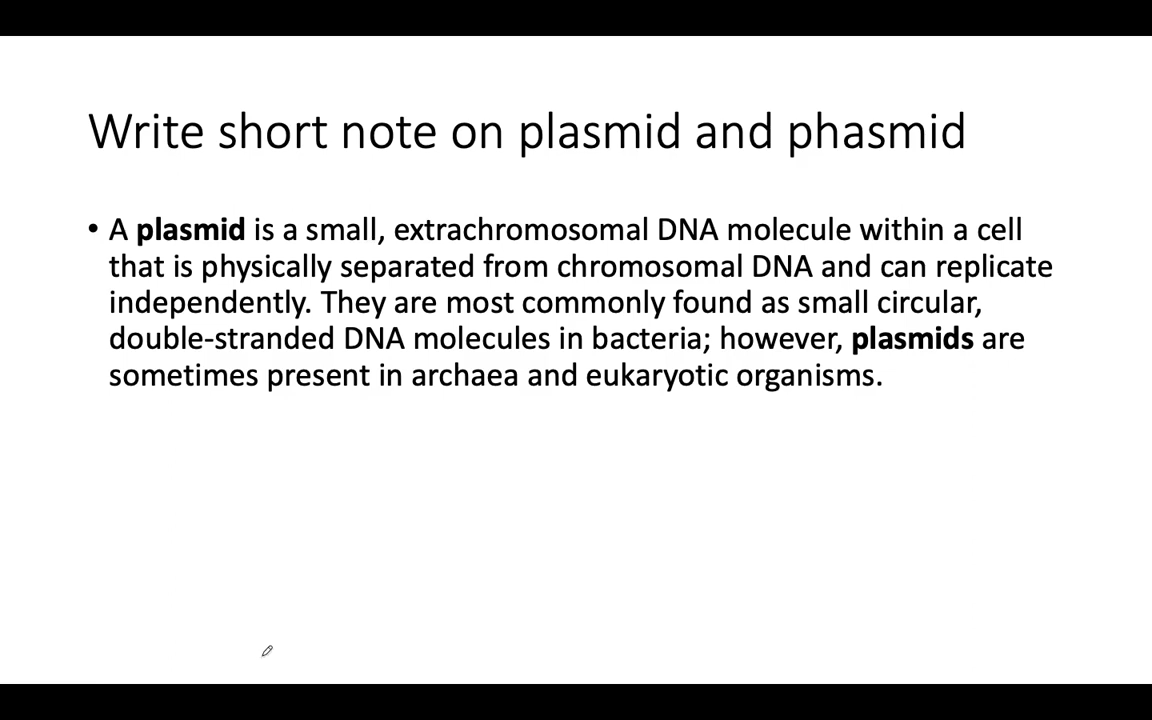 Write short note on plasmid and phasmid
• A plasmid is a small, extrachromosomal DNA molecule within a cell
that is physically separated from chromosomal DNA and can replicate
independently. They are most commonly found as small circular,
double-stranded DNA molecules in bacteria; however, plasmids are
sometimes present in archaea and eukaryotic organisms.